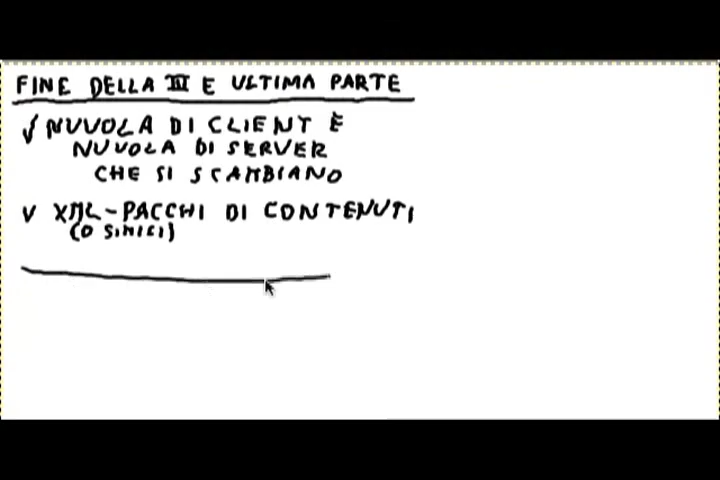 FINE DELLA III E ULTIMA PARTE
√ NUVOLA DI CLIENT E
NUVOLA DI SERVER
CHE SI SCAMBIANO
V XML-PACCHI DI CONTENUTI
(O SIMILI)